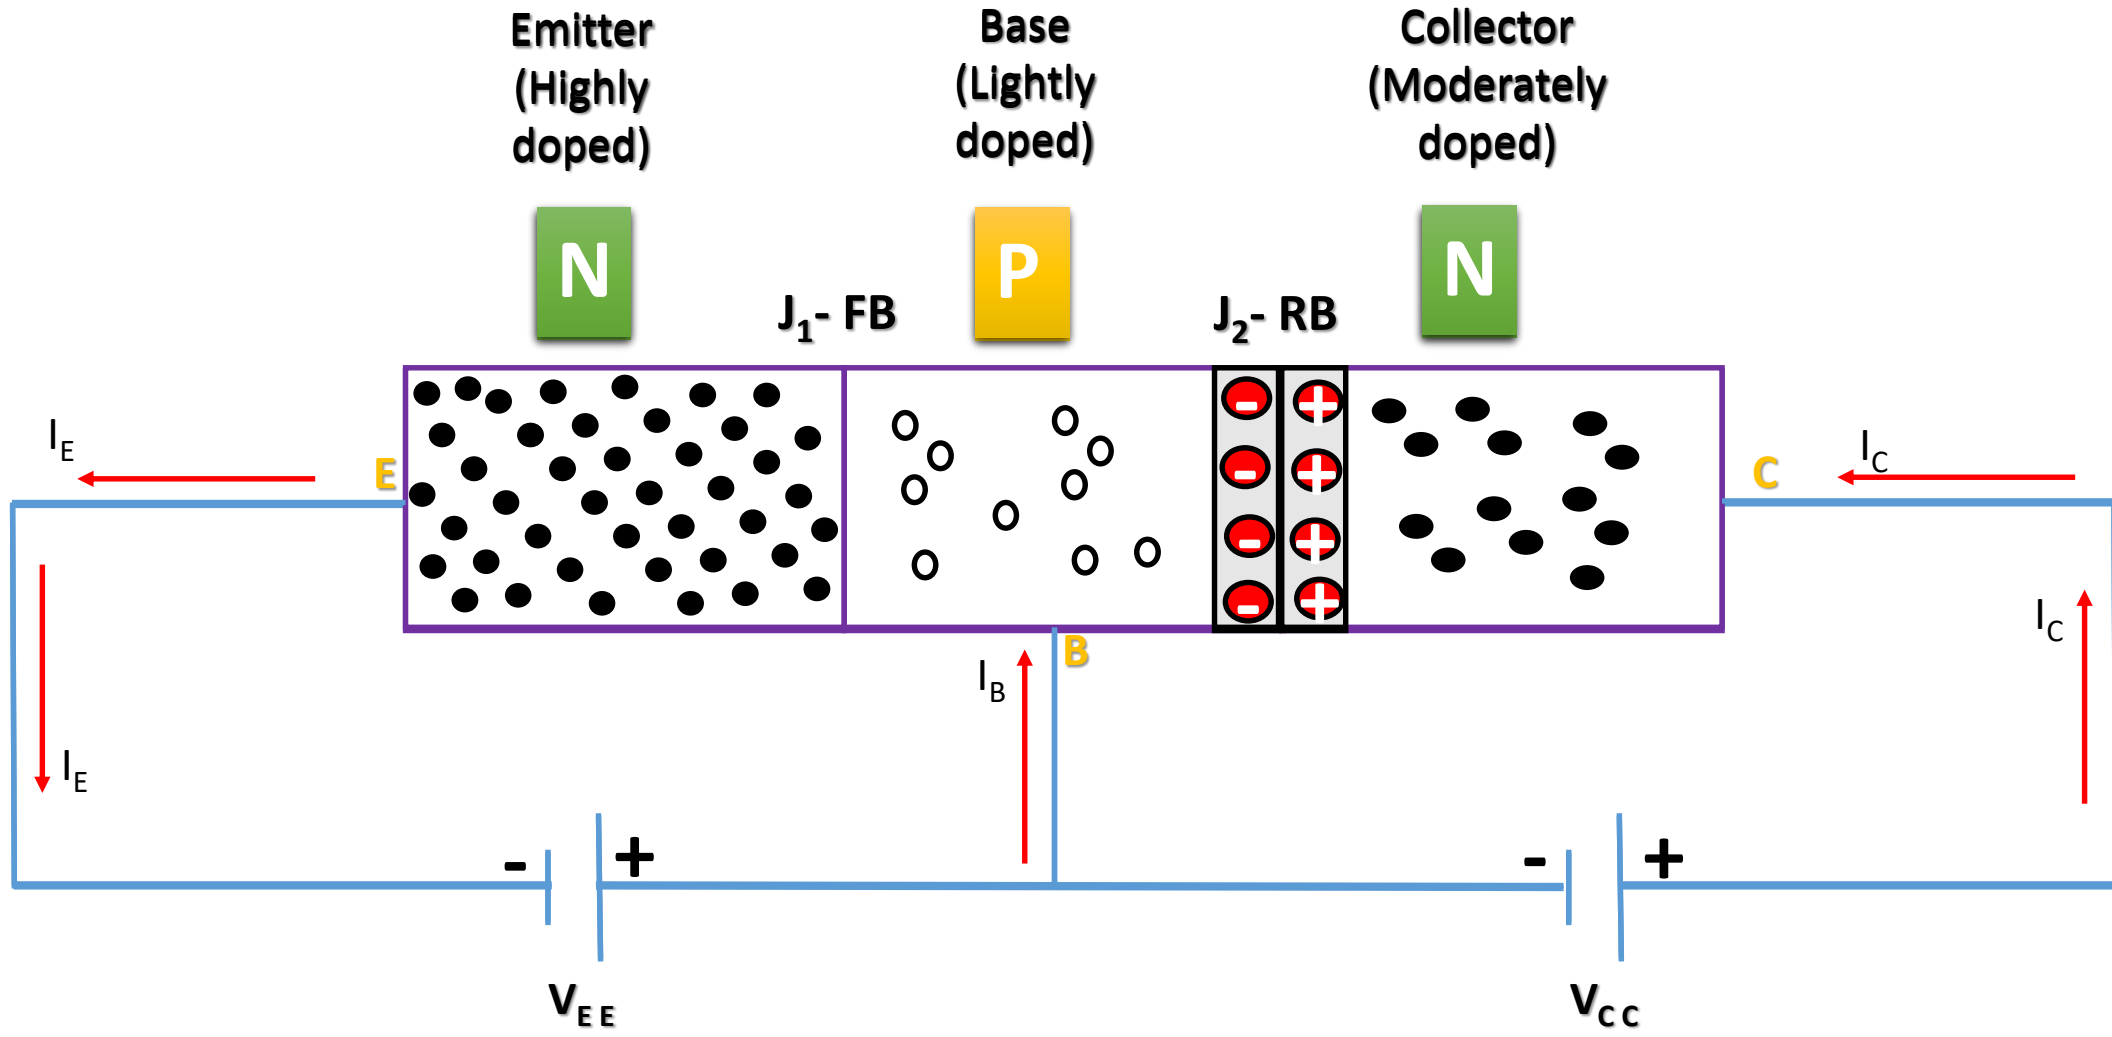 Emitter
(Highly
doped)
Base
(Lightly
doped)
Collector
(Moderately
doped)
N
P
N
J1- FB
J2- RB
IE
E
C
IC
- - - -
+ + + +
B
IB
IC
IE
- +
- +
VEE
VCC